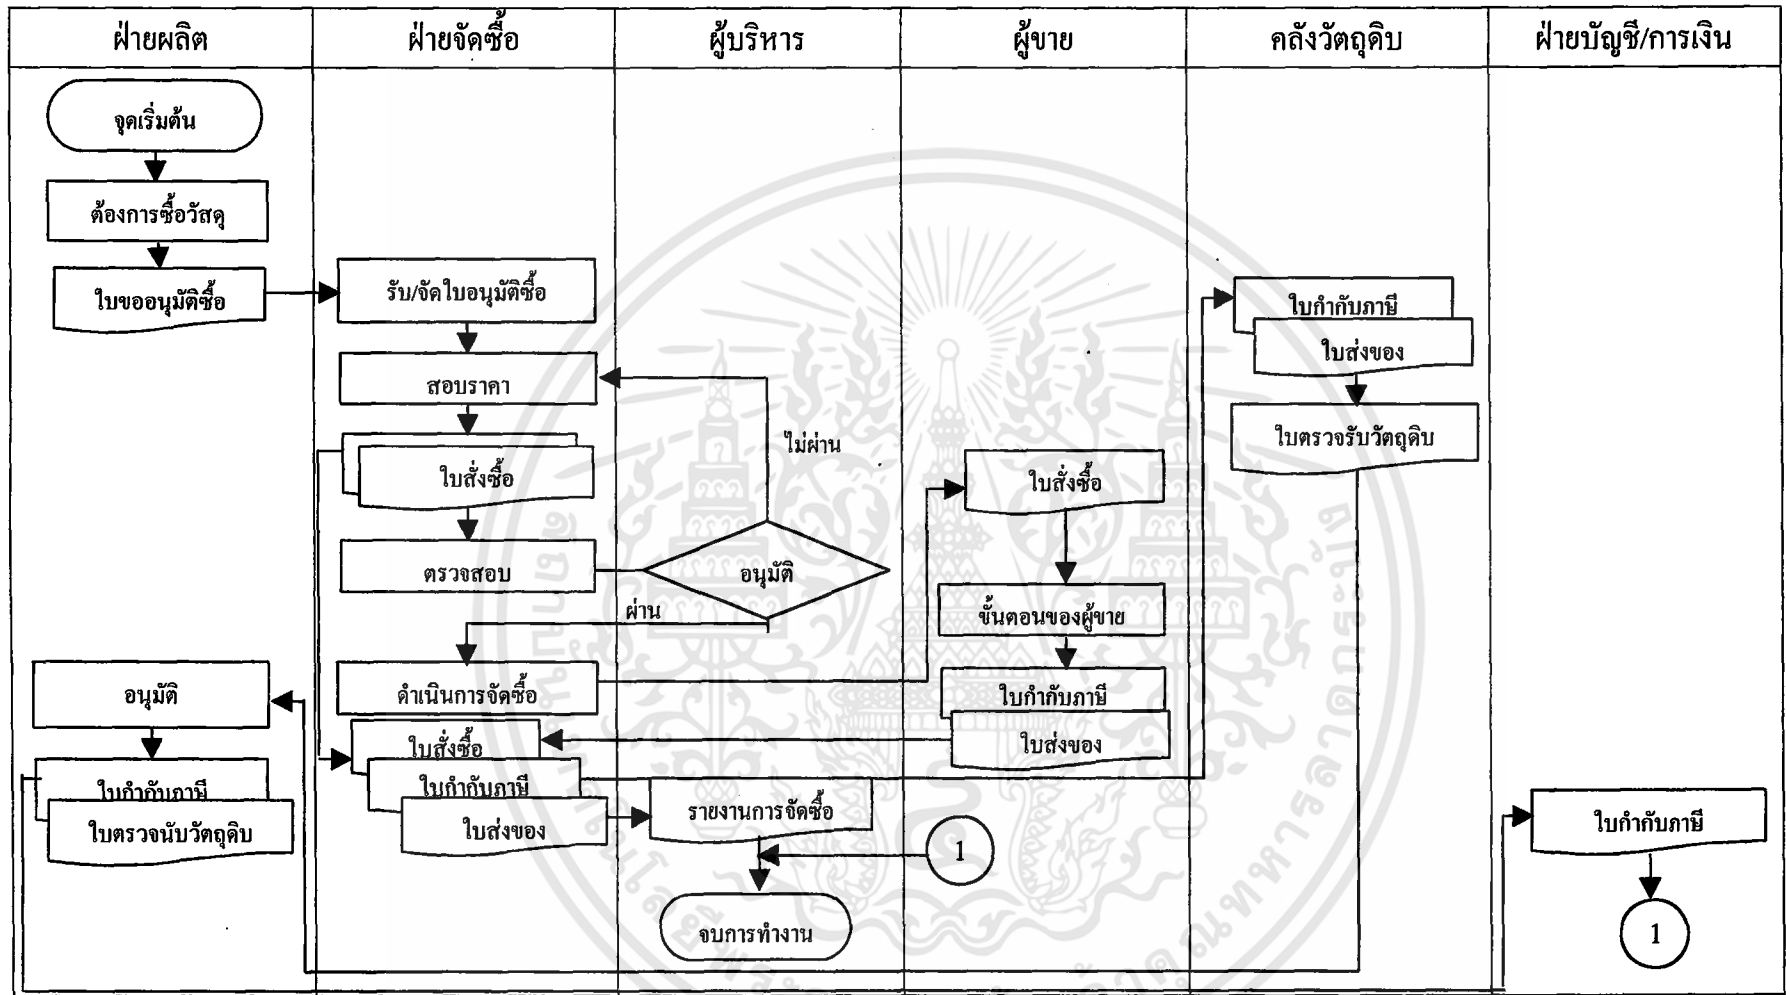 ฝ่ายผลิต
ฝ่ายจัดซื้อ
ผู้บริหาร
ผู้ขาย
คลังวัตถุดิบ
ฝ่ายบัญชี/การเงิน
จุดเริ่มต้น
ต้องการซื้อวัสดุ
ใบขออนุมัติซื้อ
รับ/จัดใบอนุมัติซื้อ
สอบราคา
ใบสั่งซื้อ
ตรวจสอบ
อนุมัติ
ไม่ผ่าน
ผ่าน
ดำเนินการจัดซื้อ
ใบสั่งซื้อ
ขั้นตอนของผู้ขาย
ใบกำกับภาษี
ใบส่งของ
ใบสั่งซื้อ
ใบกำกับภาษี
ใบส่งของ
รายงานการจัดซื้อ
1
จบการทำงาน
ใบกำกับภาษี
ใบส่งของ
ใบตรวจรับวัตถุดิบ
อนุมัติ
ใบกำกับภาษี
ใบตรวจนับวัตถุดิบ
ใบกำกับภาษี
1